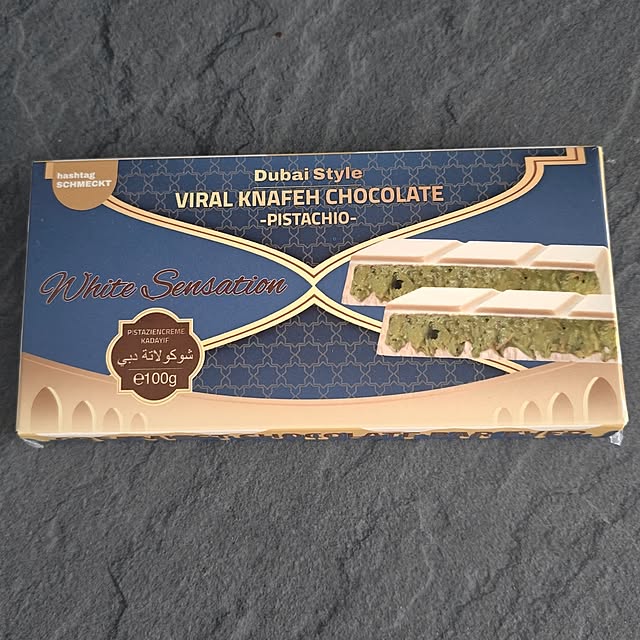 hashtag
SCHMECKT
Dubai Style
VIRAL KNAFEH CHOCOLATE
-PISTACHIO-
White Sensation
PISTAZIENCREME
KADAYIF
شوكولاتة دبي
℮100g